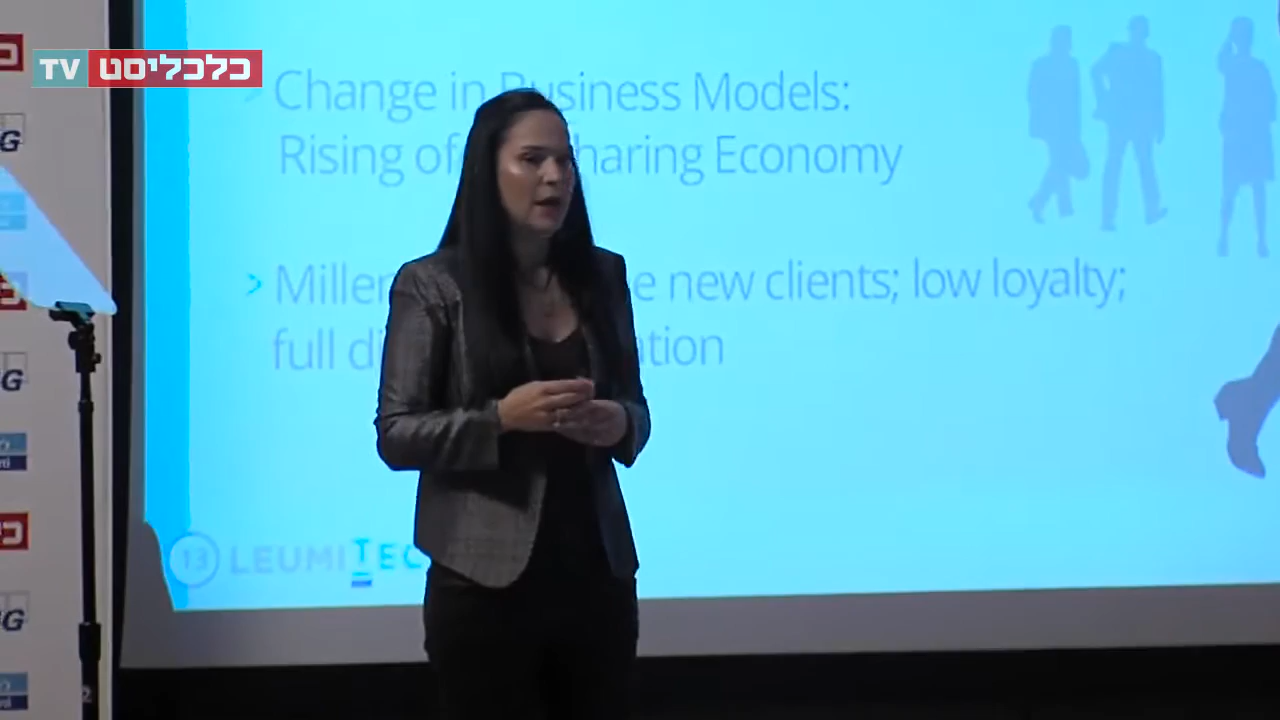 TV כלכליסט
Change in Business Models:
Rising of haring Economy
> Millen e new clients; low loyalty;
full di ation
13 LEUMITEC
G
G
G
2